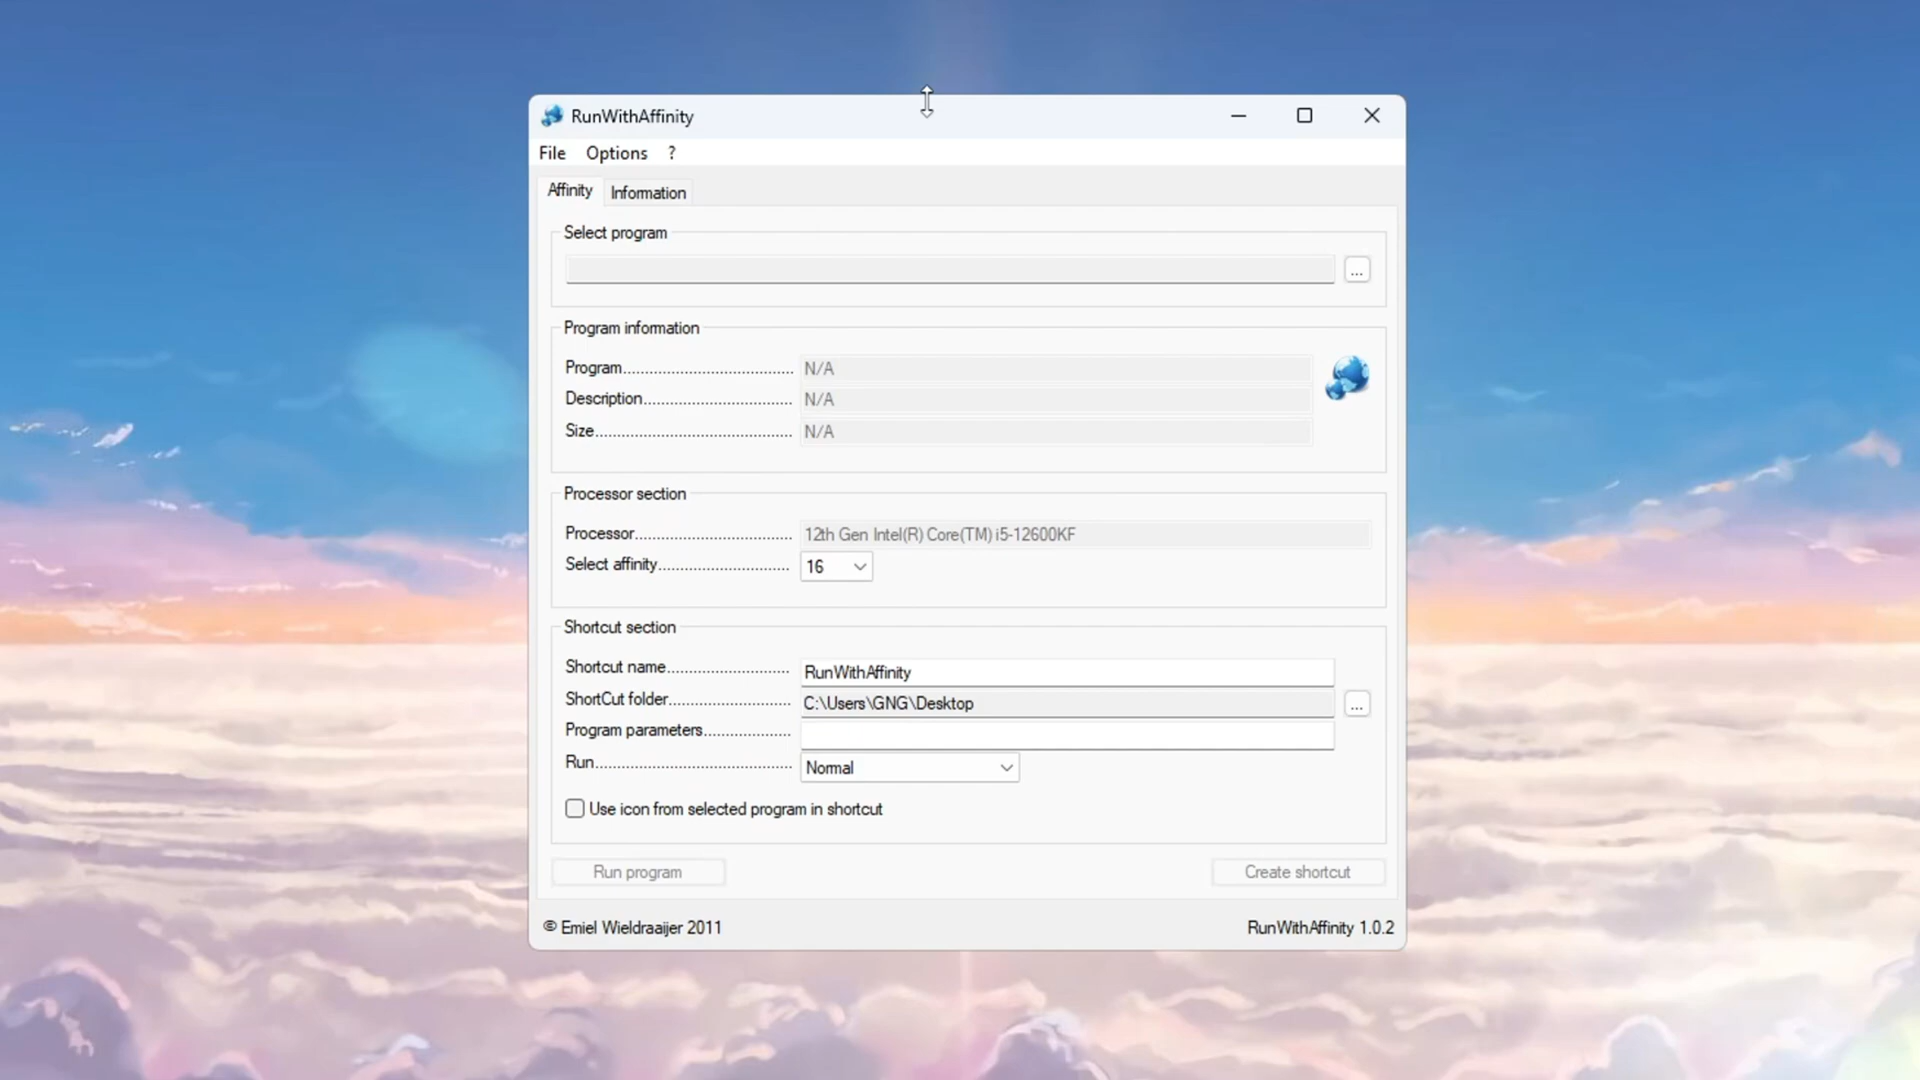 RunWithAffinity
File Options ?
Affinity Information
Select program
...
Program information
Program....................................... N/A
Description.................................. N/A
Size............................................. N/A
Processor section
Processor.................................... 12th Gen Intel(R) Core(TM) i5-12600KF
Select affinity.............................. 16
Shortcut section
Shortcut name............................ RunWithAffinity
ShortCut folder............................ C:\Users\GNG\Desktop ...
Program parameters....................
Run............................................. Normal
Use icon from selected program in shortcut
Run program Create shortcut
© Emiel Wieldraaijer 2011 RunWithAffinity 1.0.2